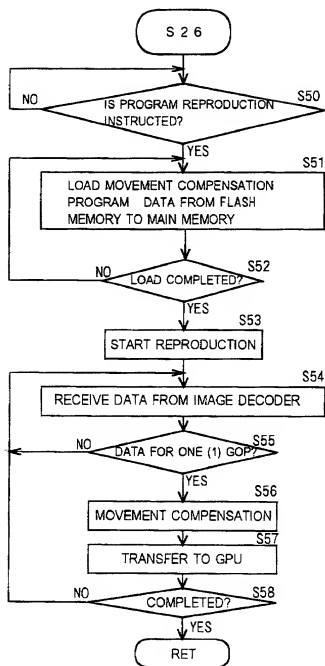 S 2 6
S50
IS PROGRAM REPRODUCTION
INSTRUCTED?
NO
YES
S51
LOAD MOVEMENT COMPENSATION
PROGRAM DATA FROM FLASH
MEMORY TO MAIN MEMORY
S52
LOAD COMPLETED?
NO
YES
S53
START REPRODUCTION
S54
RECEIVE DATA FROM IMAGE DECODER
S55
DATA FOR ONE (1) GOP?
NO
YES
S56
MOVEMENT COMPENSATION
S57
TRANSFER TO GPU
S58
COMPLETED?
NO
YES
RET